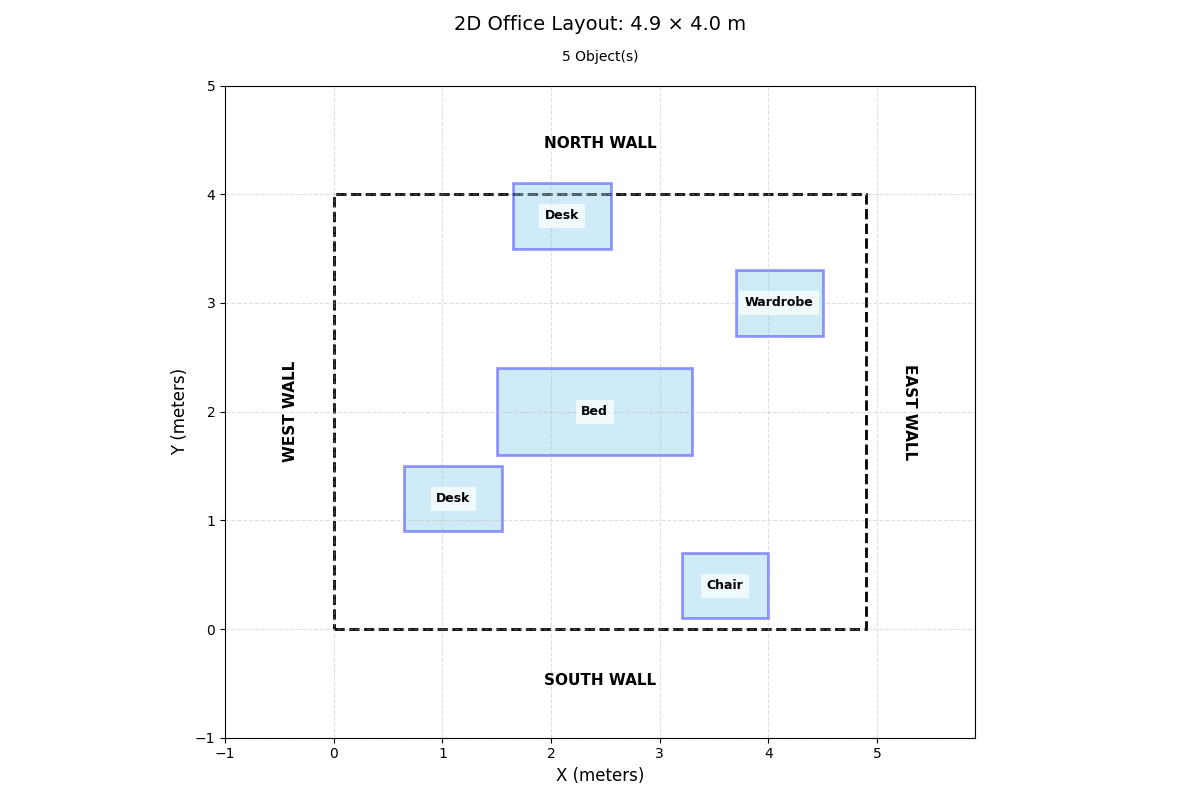 2D Office Layout: 4.9 × 4.0 m
5 Object(s)
5
NORTH WALL
4
Desk
Wardrobe
3
Y (meters)
WEST WALL
EAST WALL
2
Bed
Desk
1
Chair
0
SOUTH WALL
−1
−1 0 1 2 3 4 5
X (meters)